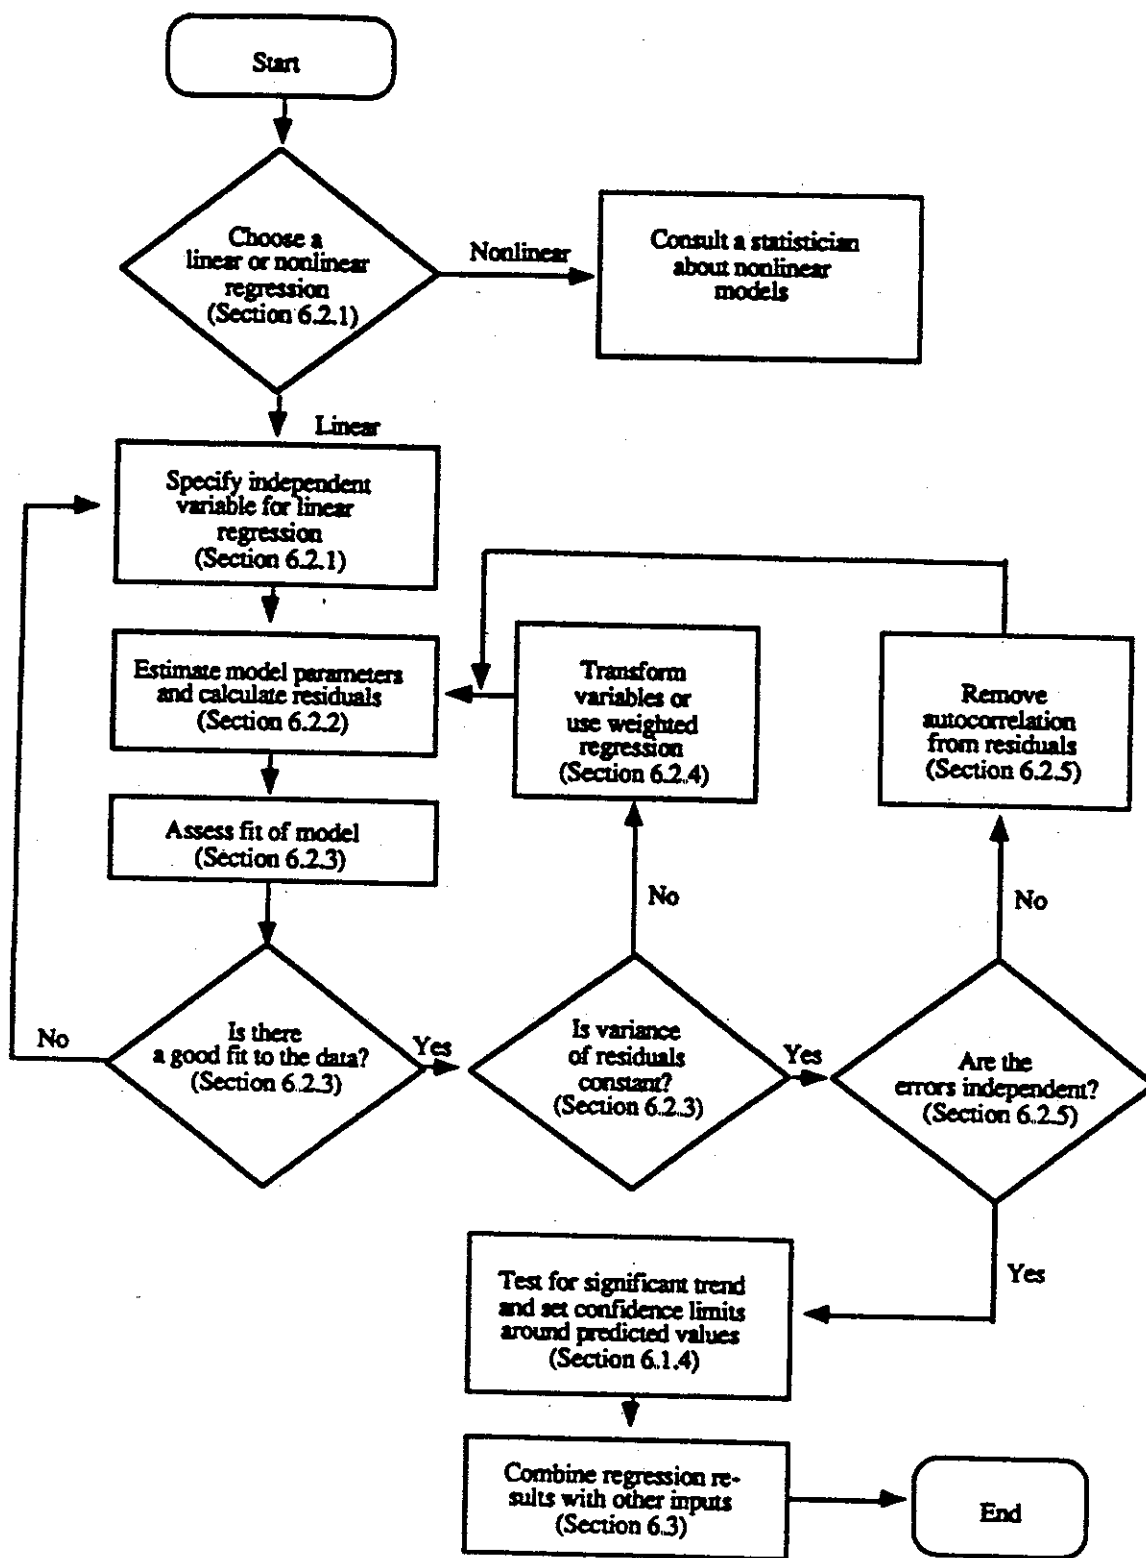 Start
Choose a
linear or nonlinear
regression
(Section 6.2.1)
Nonlinear
Consult a statistician
about nonlinear
models
Linear
Specify independent
variable for linear
regression
(Section 6.2.1)
Estimate model parameters
and calculate residuals
(Section 6.2.2)
Transform
variables or
use weighted
regression
(Section 6.2.4)
Remove
autocorrelation
from residuals
(Section 6.2.5)
Assess fit of model
(Section 6.2.3)
No
No
No
Is there
a good fit to the data?
(Section 6.2.3)
Yes
Is variance
of residuals
constant?
(Section 6.2.3)
Yes
Are the
errors independent?
(Section 6.2.5)
Yes
Test for significant trend
and set confidence limits
around predicted values
(Section 6.1.4)
Combine regression re-
sults with other inputs
(Section 6.3)
End